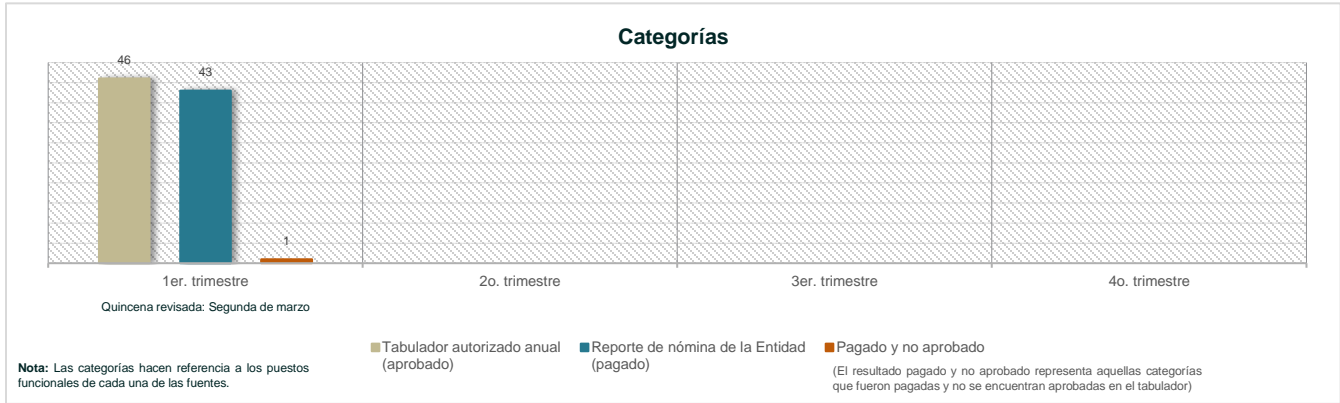 Categorías
46
43
1
1er. trimestre
2o. trimestre
3er. trimestre
4o. trimestre
Quincena revisada: Segunda de marzo
Tabulador autorizado anual
(aprobado)
Reporte de nómina de la Entidad
(pagado)
Pagado y no aprobado
(El resultado pagado y no aprobado representa aquellas categorías
que fueron pagadas y no se encuentran aprobadas en el tabulador)
Nota: Las categorías hacen referencia a los puestos
funcionales de cada una de las fuentes.